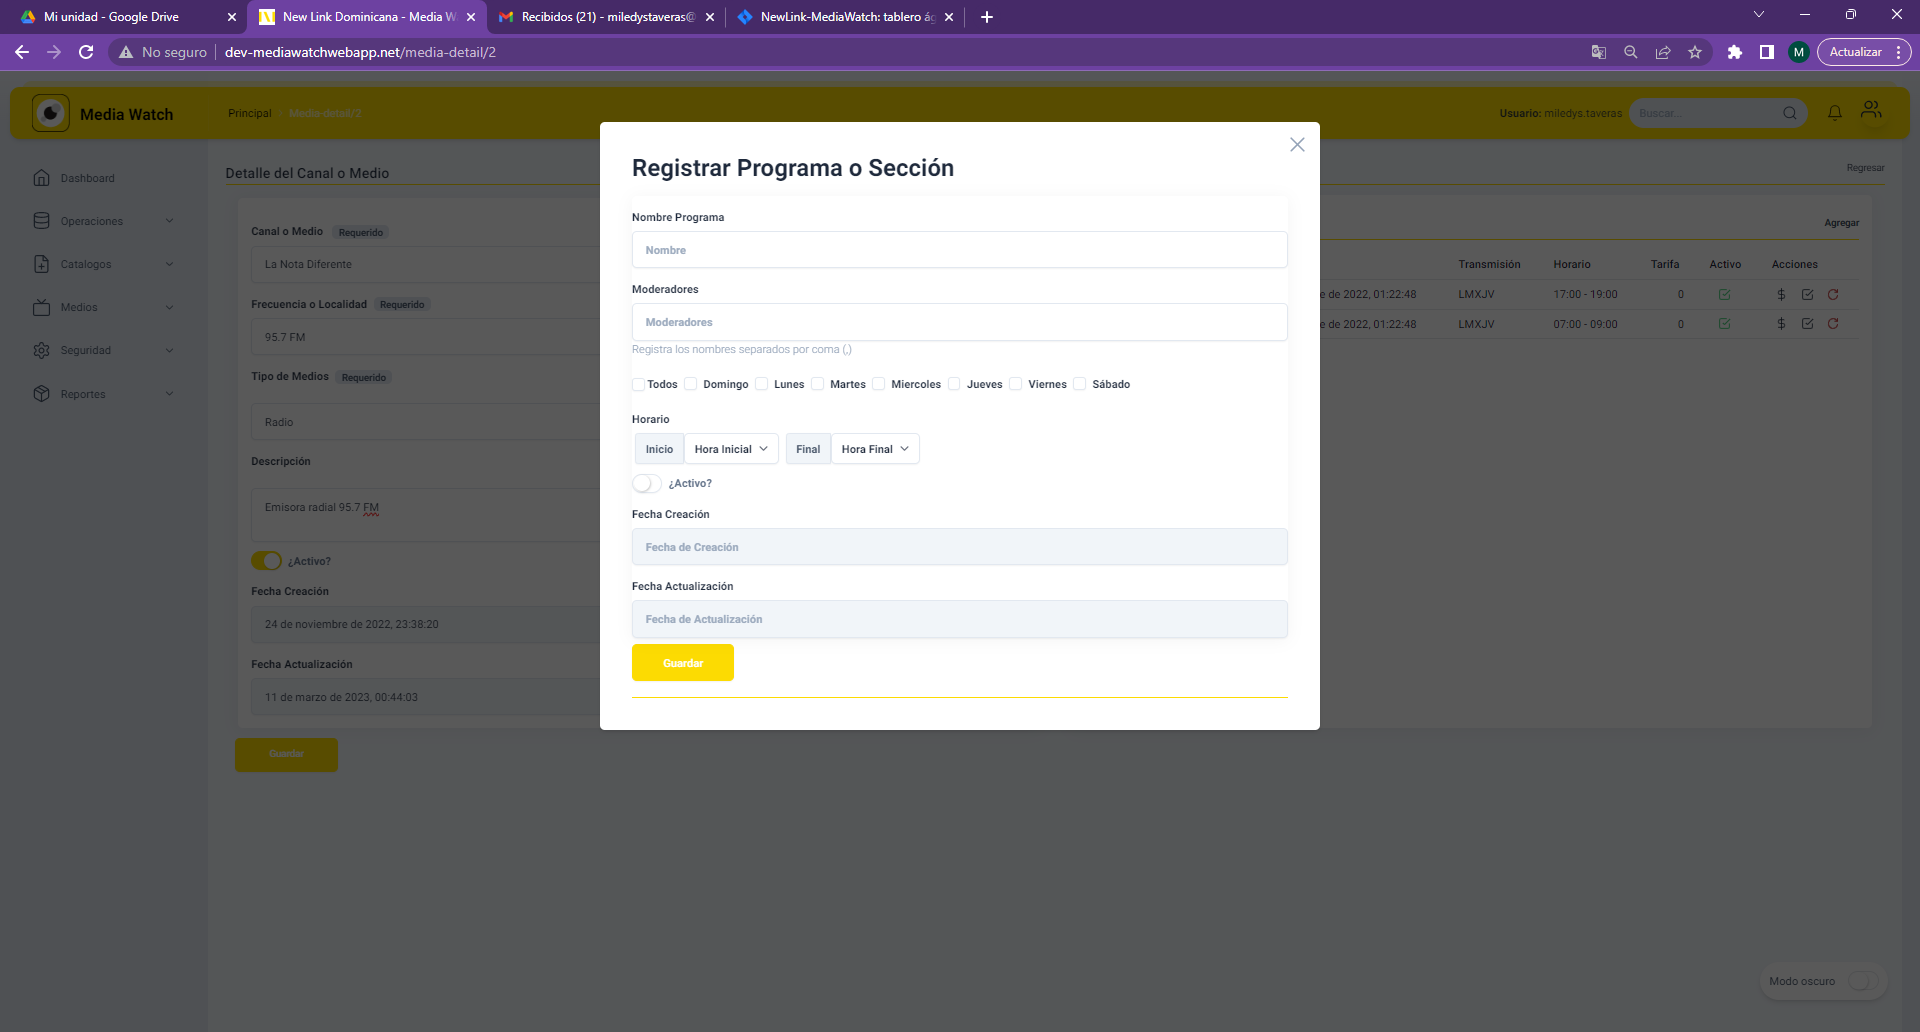 Mi unidad - Google Drive
New Link Dominicana - Media W
Recibidos (21) - miledystaveras@
NewLink-MediaWatch: tablero ág
No seguro
dev-mediawatchwebapp.net/media-detail/2
M
Actualizar
Media Watch
Principal
Media-detail/2
Usuario: miledys.taveras
Buscar...
Dashboard
Operaciones
Catalogos
Medios
Seguridad
Reportes
Detalle del Canal o Medio
Regresar
Canal o Medio Requerido
La Nota Diferente
Frecuencia o Localidad Requerido
95.7 FM
Tipo de Medios Requerido
Radio
Descripción
Emisora radial 95.7 FM
¿Activo?
Fecha Creación
24 de noviembre de 2022, 23:38:20
Fecha Actualización
11 de marzo de 2023, 00:44:03
Guardar
Registrar Programa o Sección
Nombre Programa
Nombre
Moderadores
Moderadores
Registra los nombres separados por coma (,)
Todos Domingo Lunes Martes Miercoles Jueves Viernes Sábado
Horario
Inicio Hora Inicial Final Hora Final
¿Activo?
Fecha Creación
Fecha de Creación
Fecha Actualización
Fecha de Actualización
Guardar
Agregar
Transmisión Horario Tarifa Activo Acciones
e de 2022, 01:22:48 LMXJV 17:00 - 19:00 0 $
e de 2022, 01:22:48 LMXJV 07:00 - 09:00 0 $
Modo oscuro